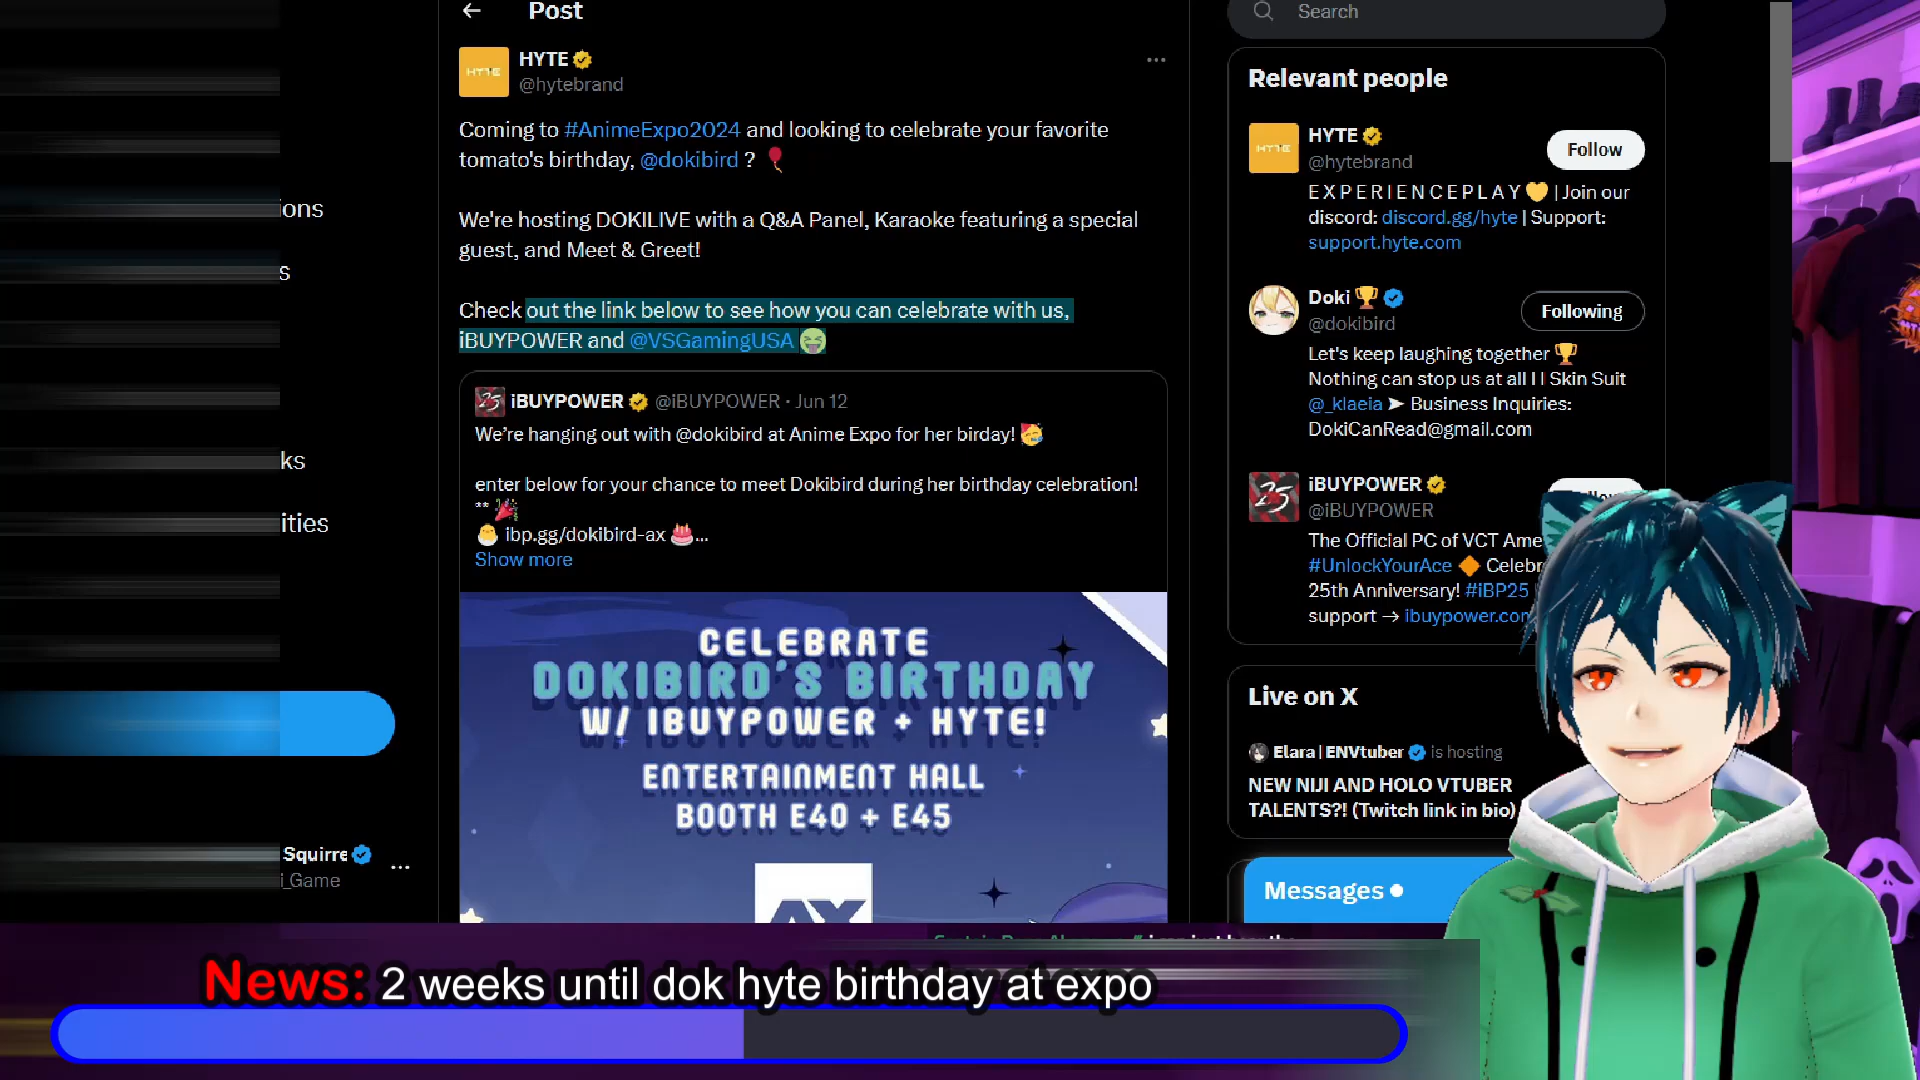 Post
HYTE
@hytebrand
Coming to #AnimeExpo2024 and looking to celebrate your favorite
tomato's birthday, @dokibird ?
We're hosting DOKILIVE with a Q&A Panel, Karaoke featuring a special
guest, and Meet & Greet!
Check out the link below to see how you can celebrate with us,
iBUYPOWER and @VSGamingUSA
iBUYPOWER @iBUYPOWER · Jun 12
We're hanging out with @dokibird at Anime Expo for her birday!
enter below for your chance to meet Dokibird during her birthday celebration!
**
ibp.gg/dokibird-ax ...
Show more
CELEBRATE
DOKIBIRD'S BIRTHDAY
W/ IBUYPOWER + HYTE!
ENTERTAINMENT HALL
BOOTH E40 + E45
AX
ions
s
ks
ities
Squirre
i_Game
Search
Relevant people
HYTE
@hytebrand
Follow
E X P E R I E N C E P L A Y | Join our
discord: discord.gg/hyte | Support:
support.hyte.com
Doki
@dokibird
Following
Let's keep laughing together
Nothing can stop us at all l l Skin Suit
@_klaeia ➤ Business Inquiries:
DokiCanRead@gmail.com
iBUYPOWER
@iBUYPOWER
The Official PC of VCT Ame
#UnlockYourAce Celebr
25th Anniversary! #iBP25
support → ibuypower.com
Live on X
Elara | ENVtuber is hosting
NEW NIJI AND HOLO VTUBER
TALENTS?! (Twitch link in bio)
Messages
News: 2 weeks until dok hyte birthday at expo